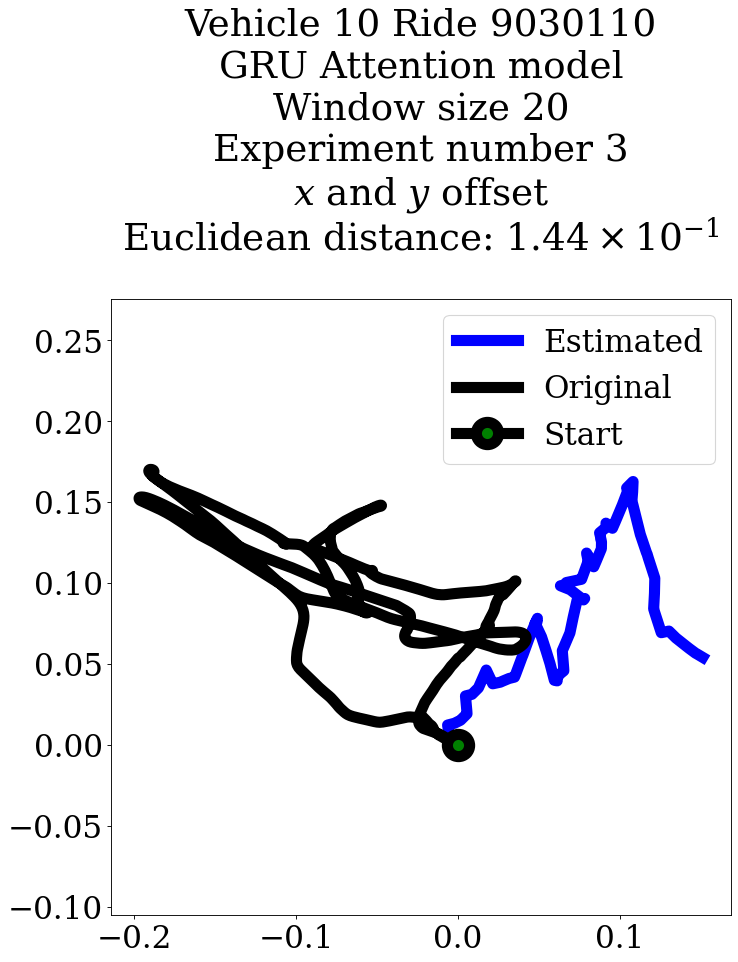 Vehicle 10 Ride 9030110
GRU Attention model
Window size 20
Experiment number 3
x and y offset
Euclidean distance: 1.44 × 10⁻¹
Estimated
Original
Start
0.25
0.20
0.15
0.10
0.05
0.00
−0.05
−0.10
−0.2 −0.1 0.0 0.1